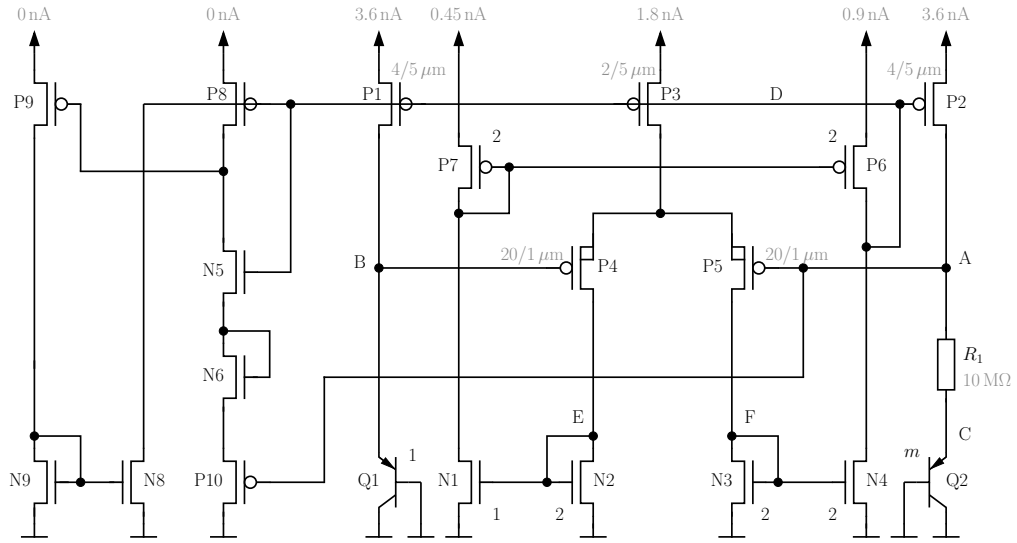 0 nA 0 nA 3.6 nA 0.45 nA 1.8 nA 0.9 nA 3.6 nA
4/5 μm 2/5 μm 4/5 μm
P9 P8 P1 P3 D P2
2 2
P7 P6
B 20/1 μm P4 P5 20/1 μm A
N5
R1
N6 10 MΩ
E F C
1 m
N9 N8 P10 Q1 N1 N2 N3 N4 Q2
1 2 2 2